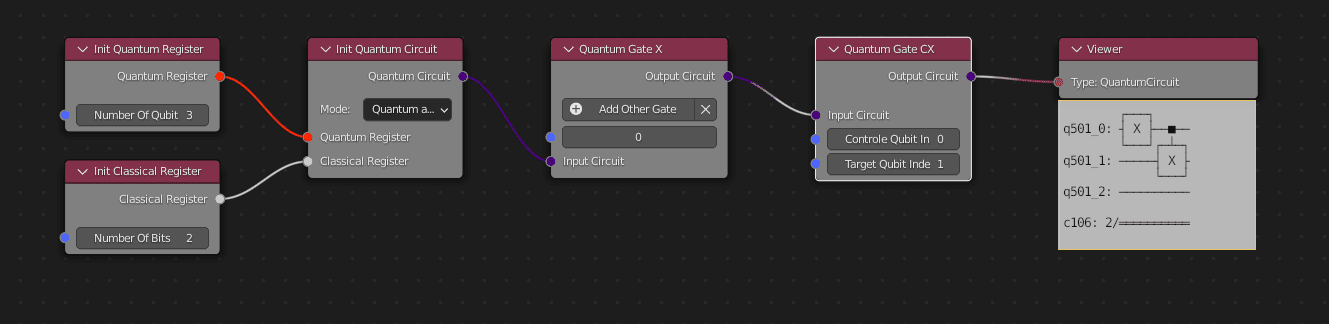 Init Quantum Register
Quantum Register
Number Of Qubit 3
Init Classical Register
Classical Register
Number Of Bits 2
Init Quantum Circuit
Quantum Circuit
Mode: Quantum a...
Quantum Register
Classical Register
Quantum Gate X
Output Circuit
Add Other Gate
0
Input Circuit
Quantum Gate CX
Output Circuit
Input Circuit
Controle Qubit In 0
Target Qubit Inde 1
Viewer
Type: QuantumCircuit
q501_0: X
q501_1: X
q501_2:
c106: 2/